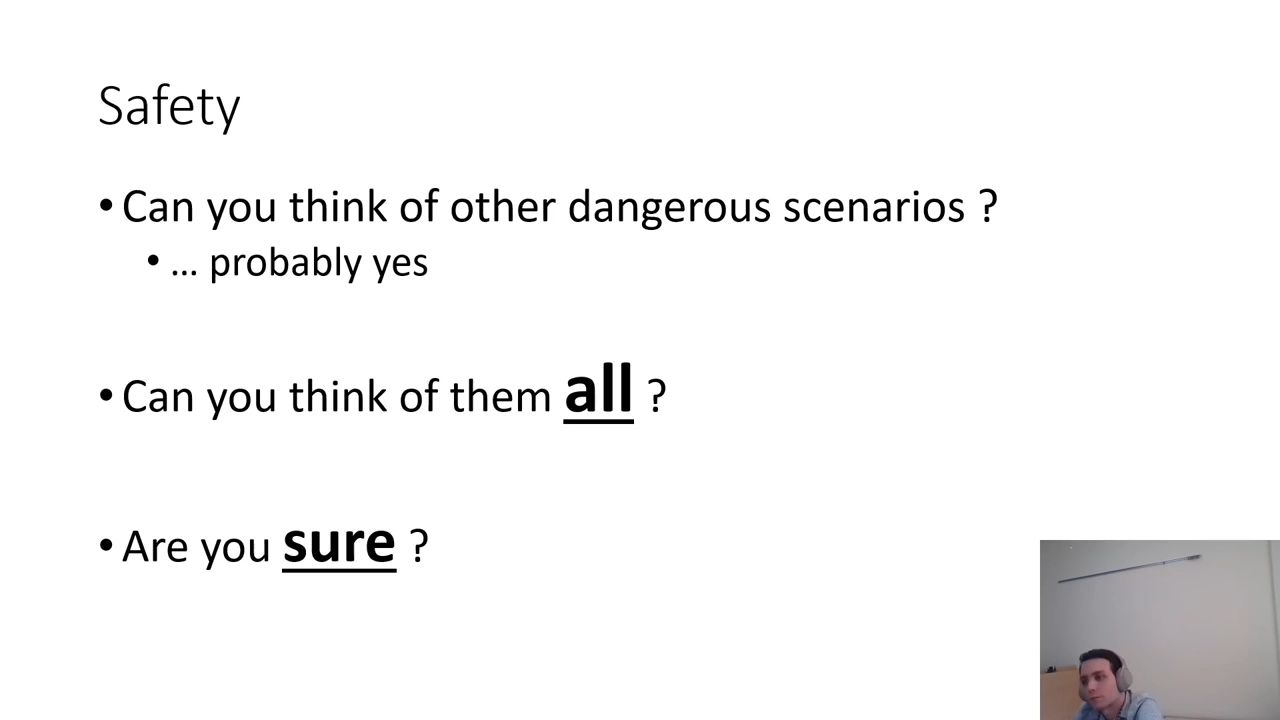 Safety
• Can you think of other dangerous scenarios ?
• … probably yes
• Can you think of them all ?
• Are you sure ?